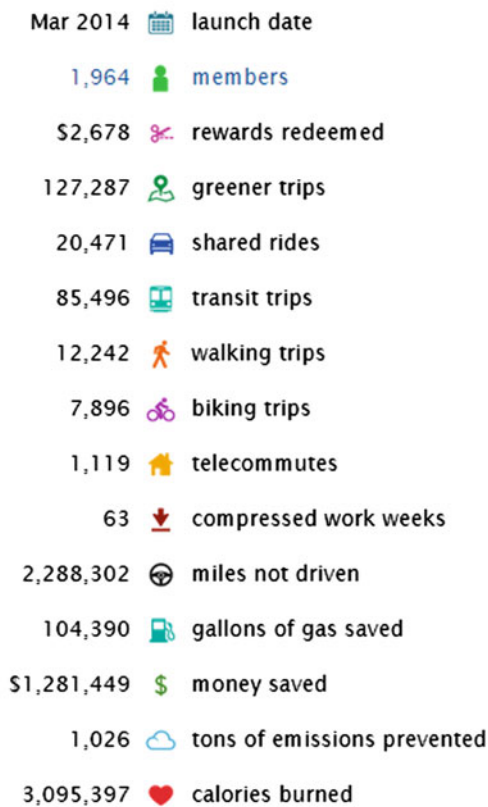 Mar 2014 launch date
1,964 members
$2,678 rewards redeemed
127,287 greener trips
20,471 shared rides
85,496 transit trips
12,242 walking trips
7,896 biking trips
1,119 telecommutes
63 compressed work weeks
2,288,302 miles not driven
104,390 gallons of gas saved
$1,281,449 $ money saved
1,026 tons of emissions prevented
3,095,397 calories burned